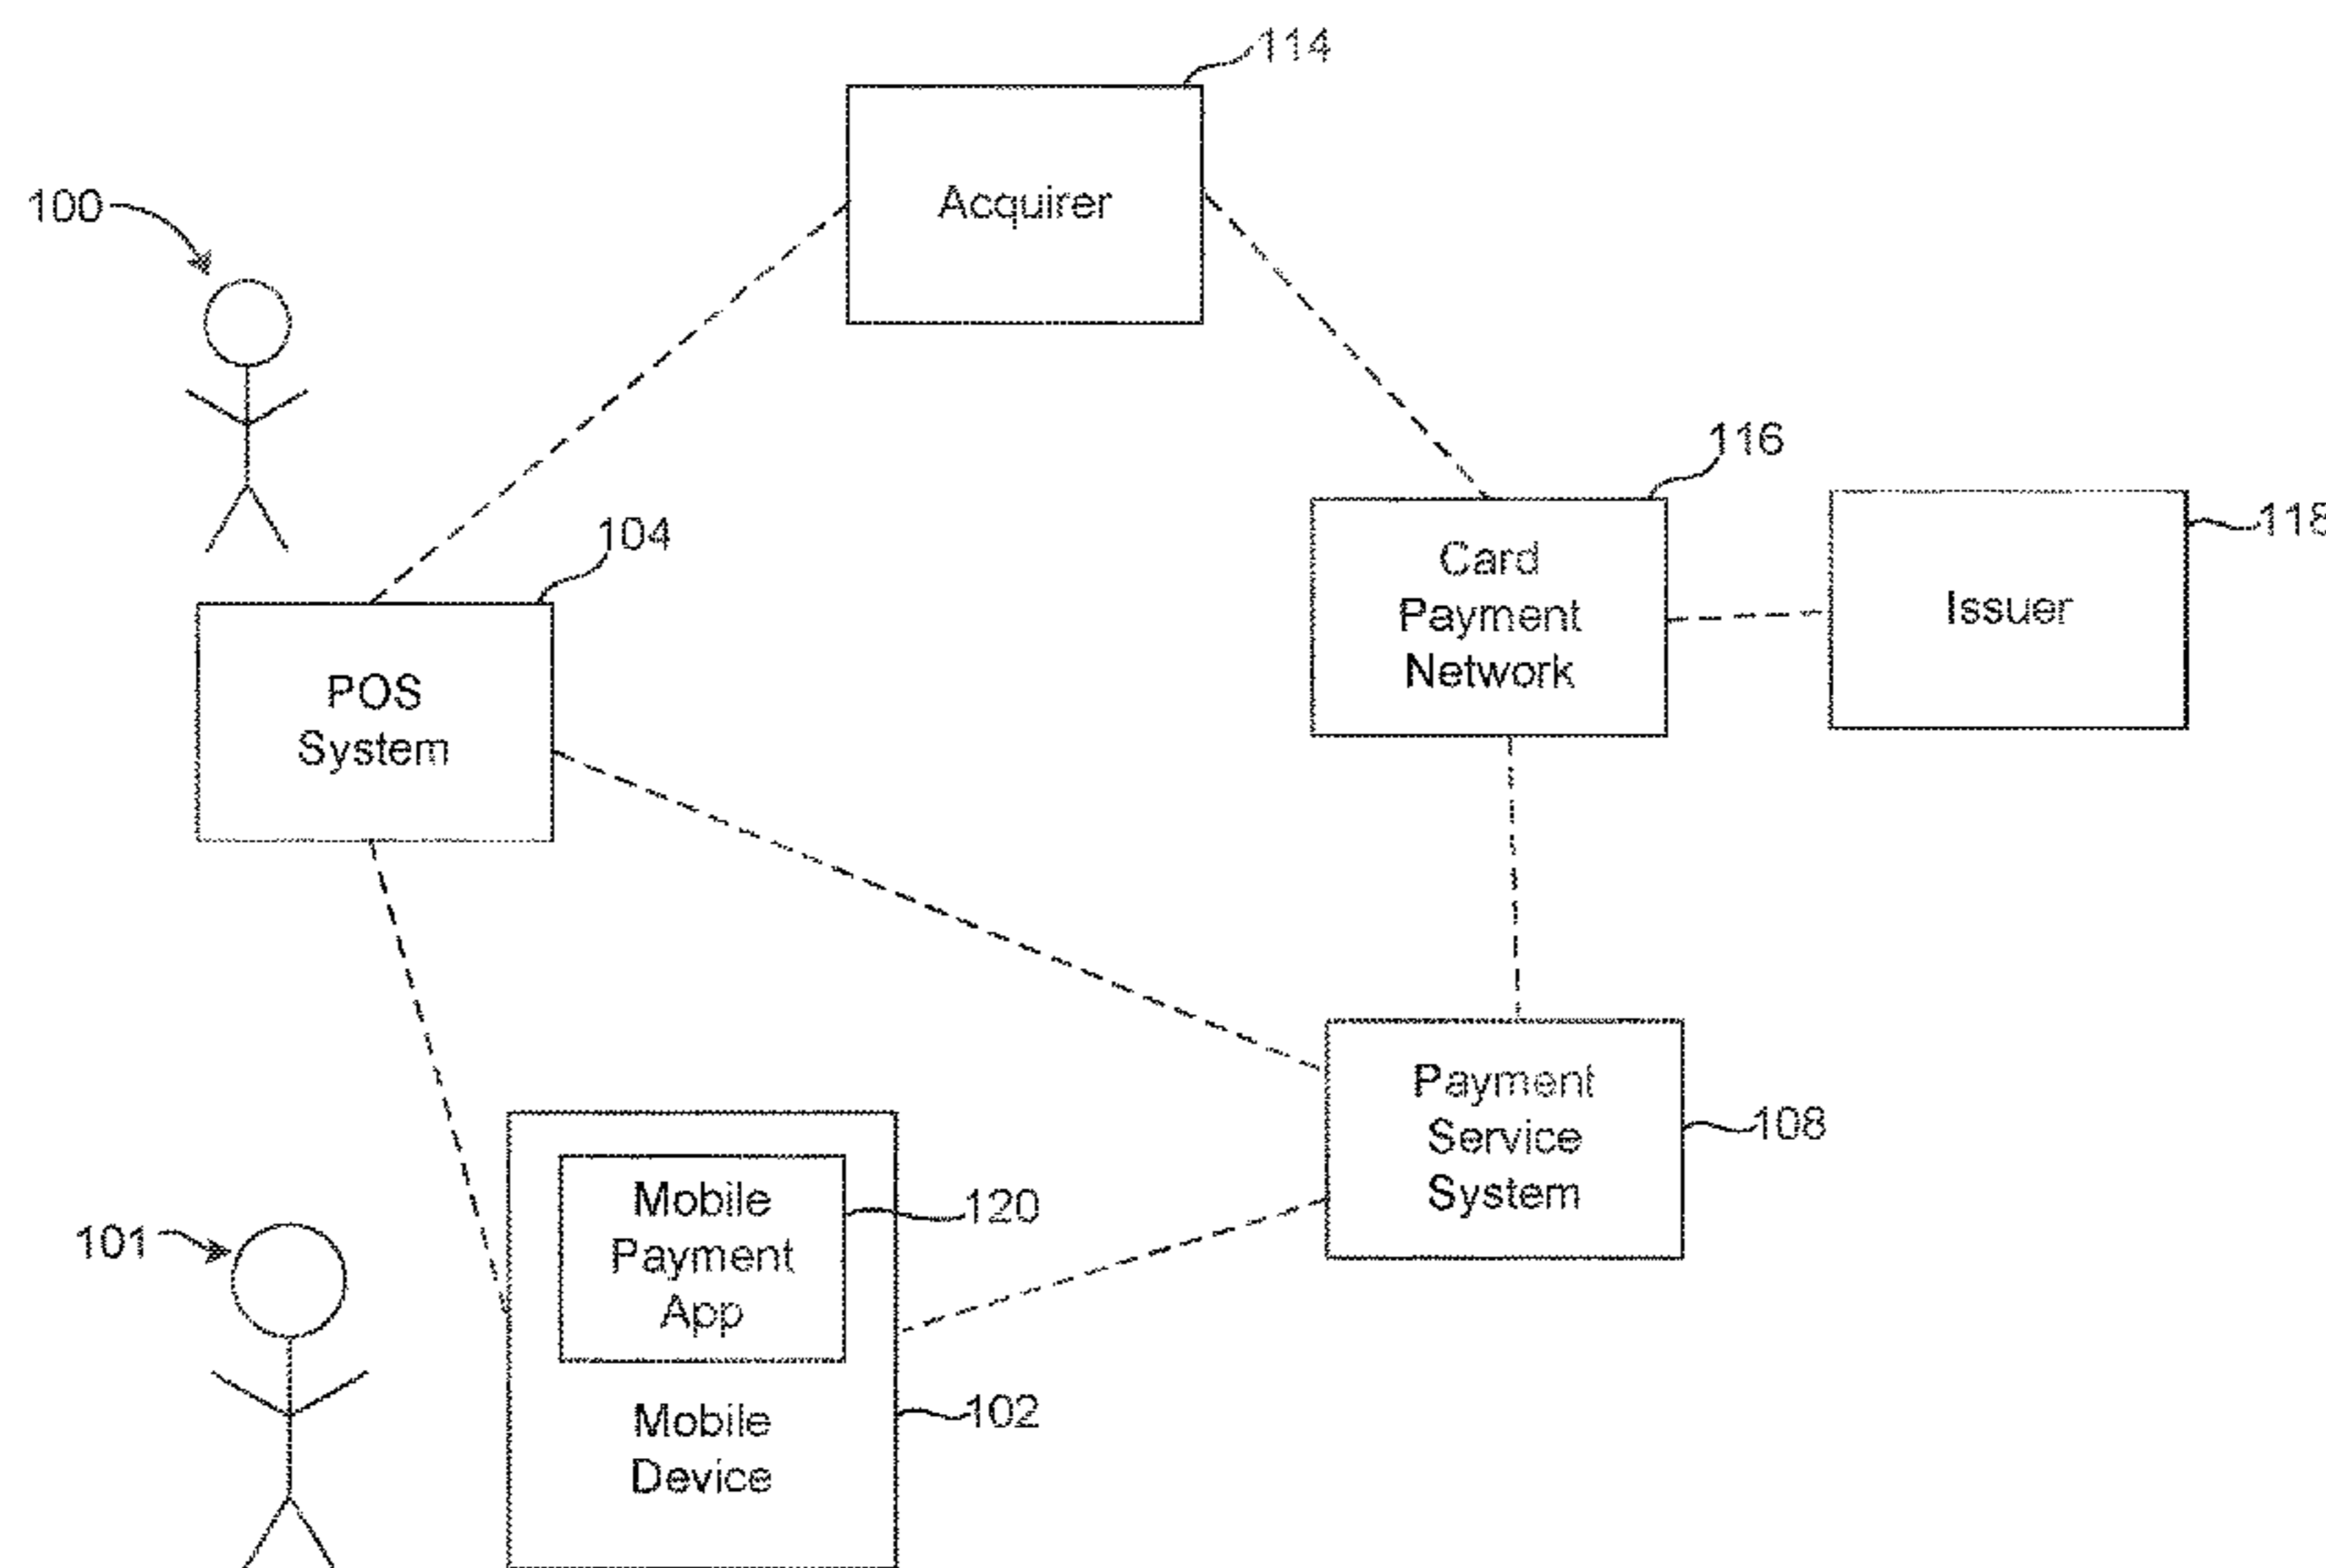 114
Acquirer
100
116
104
Card
Payment
Network
118
Issuer
POS
System
Payment
Service
System
108
Mobile
Payment
App
120
101
102
Mobile
Device